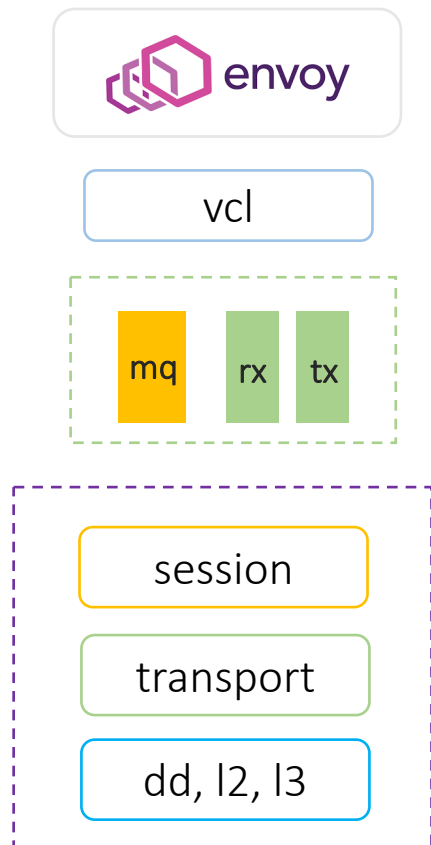 envoy
vcl
mq rx tx
session
transport
dd, l2, l3